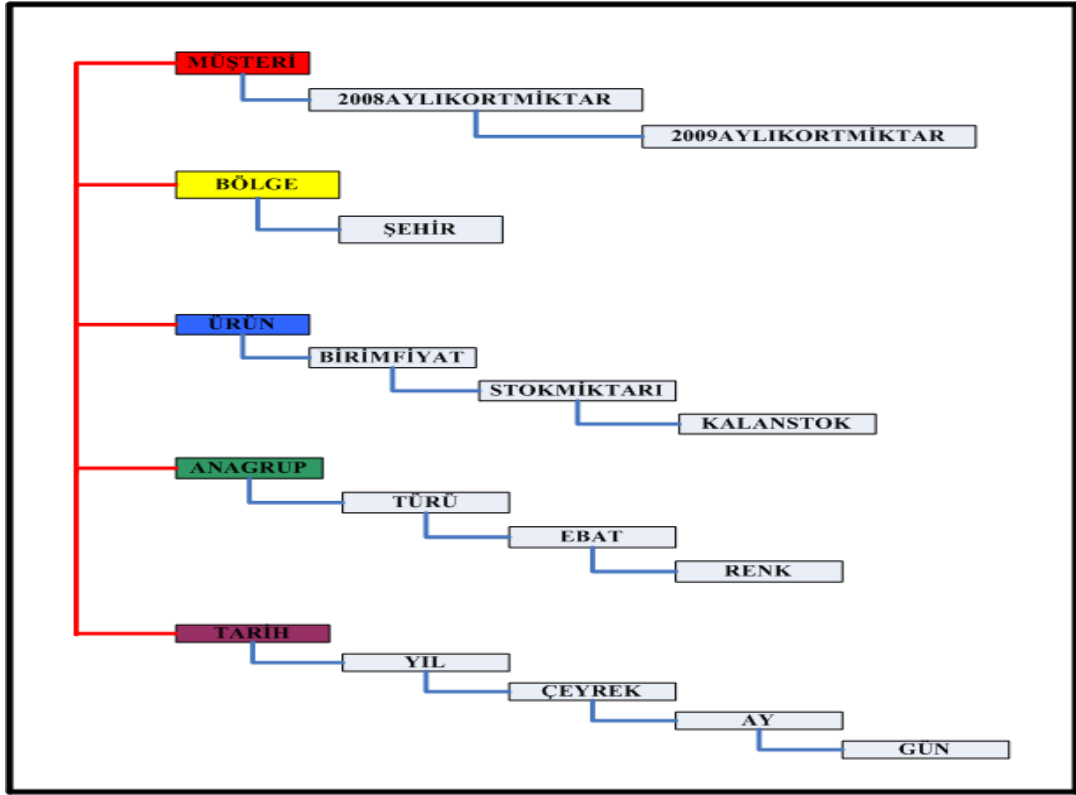 MÜŞTERİ
2008AYLIKORTMİKTAR
2009AYLIKORTMİKTAR
BÖLGE
ŞEHİR
ÜRÜN
BİRİMFİYAT
STOKMİKTARI
KALANSTOK
ANAGRUP
TÜRÜ
EBAT
RENK
TARİH
YIL
ÇEYREK
AY
GÜN